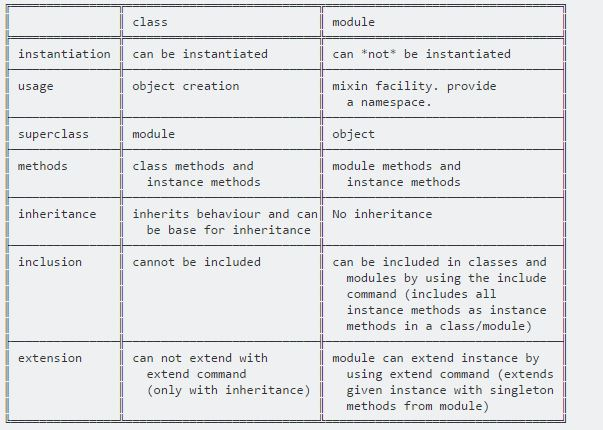 class module
instantiation can be instantiated can *not* be instantiated
usage object creation mixin facility. provide
a namespace.
superclass module object
methods class methods and module methods and
instance methods instance methods
inheritance inherits behaviour and can No inheritance
be base for inheritance
inclusion cannot be included can be included in classes and
modules by using the include
command (includes all
instance methods as instance
methods in a class/module)
extension can not extend with module can extend instance by
extend command using extend command (extends
(only with inheritance) given instance with singleton
methods from module)